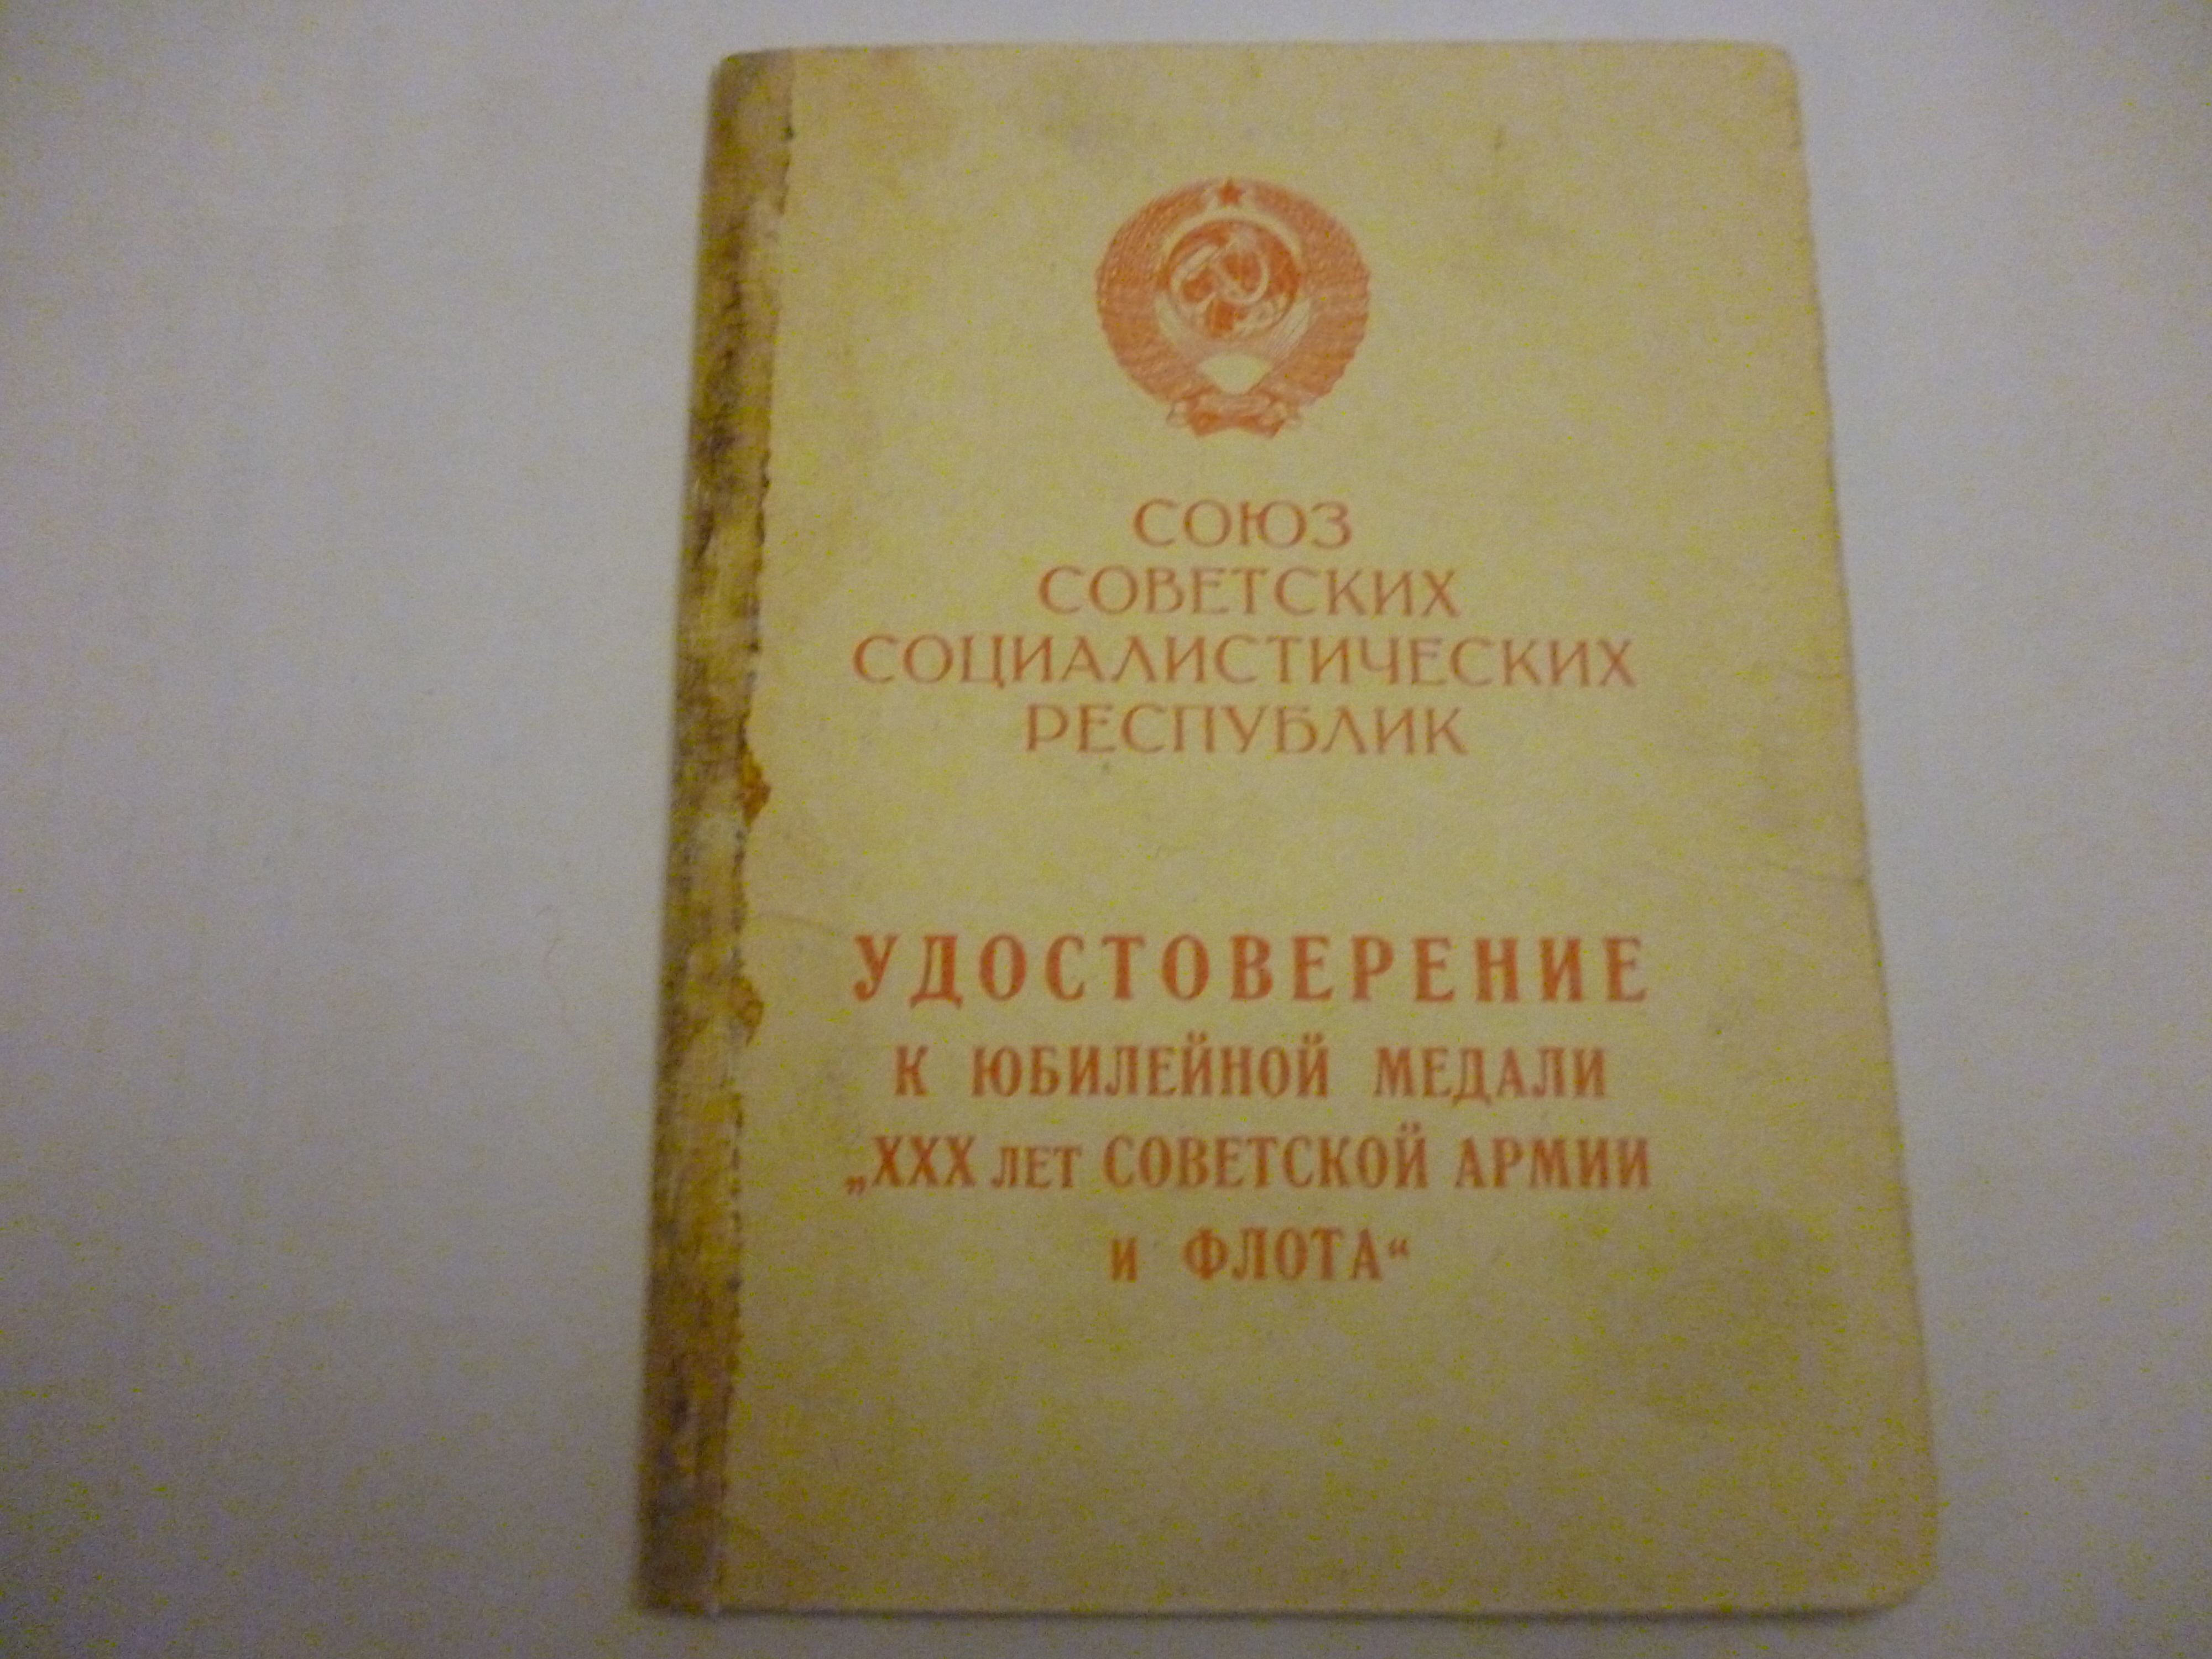 СОЮЗ
СОВЕТСКИХ
СОЦИАЛИСТИЧЕСКИХ
РЕСПУБЛИК
УДОСТОВЕРЕНИЕ
К ЮБИЛЕЙНОЙ МЕДАЛИ
„XXX ЛЕТ СОВЕТСКОЙ АРМИИ
И ФЛОТА“